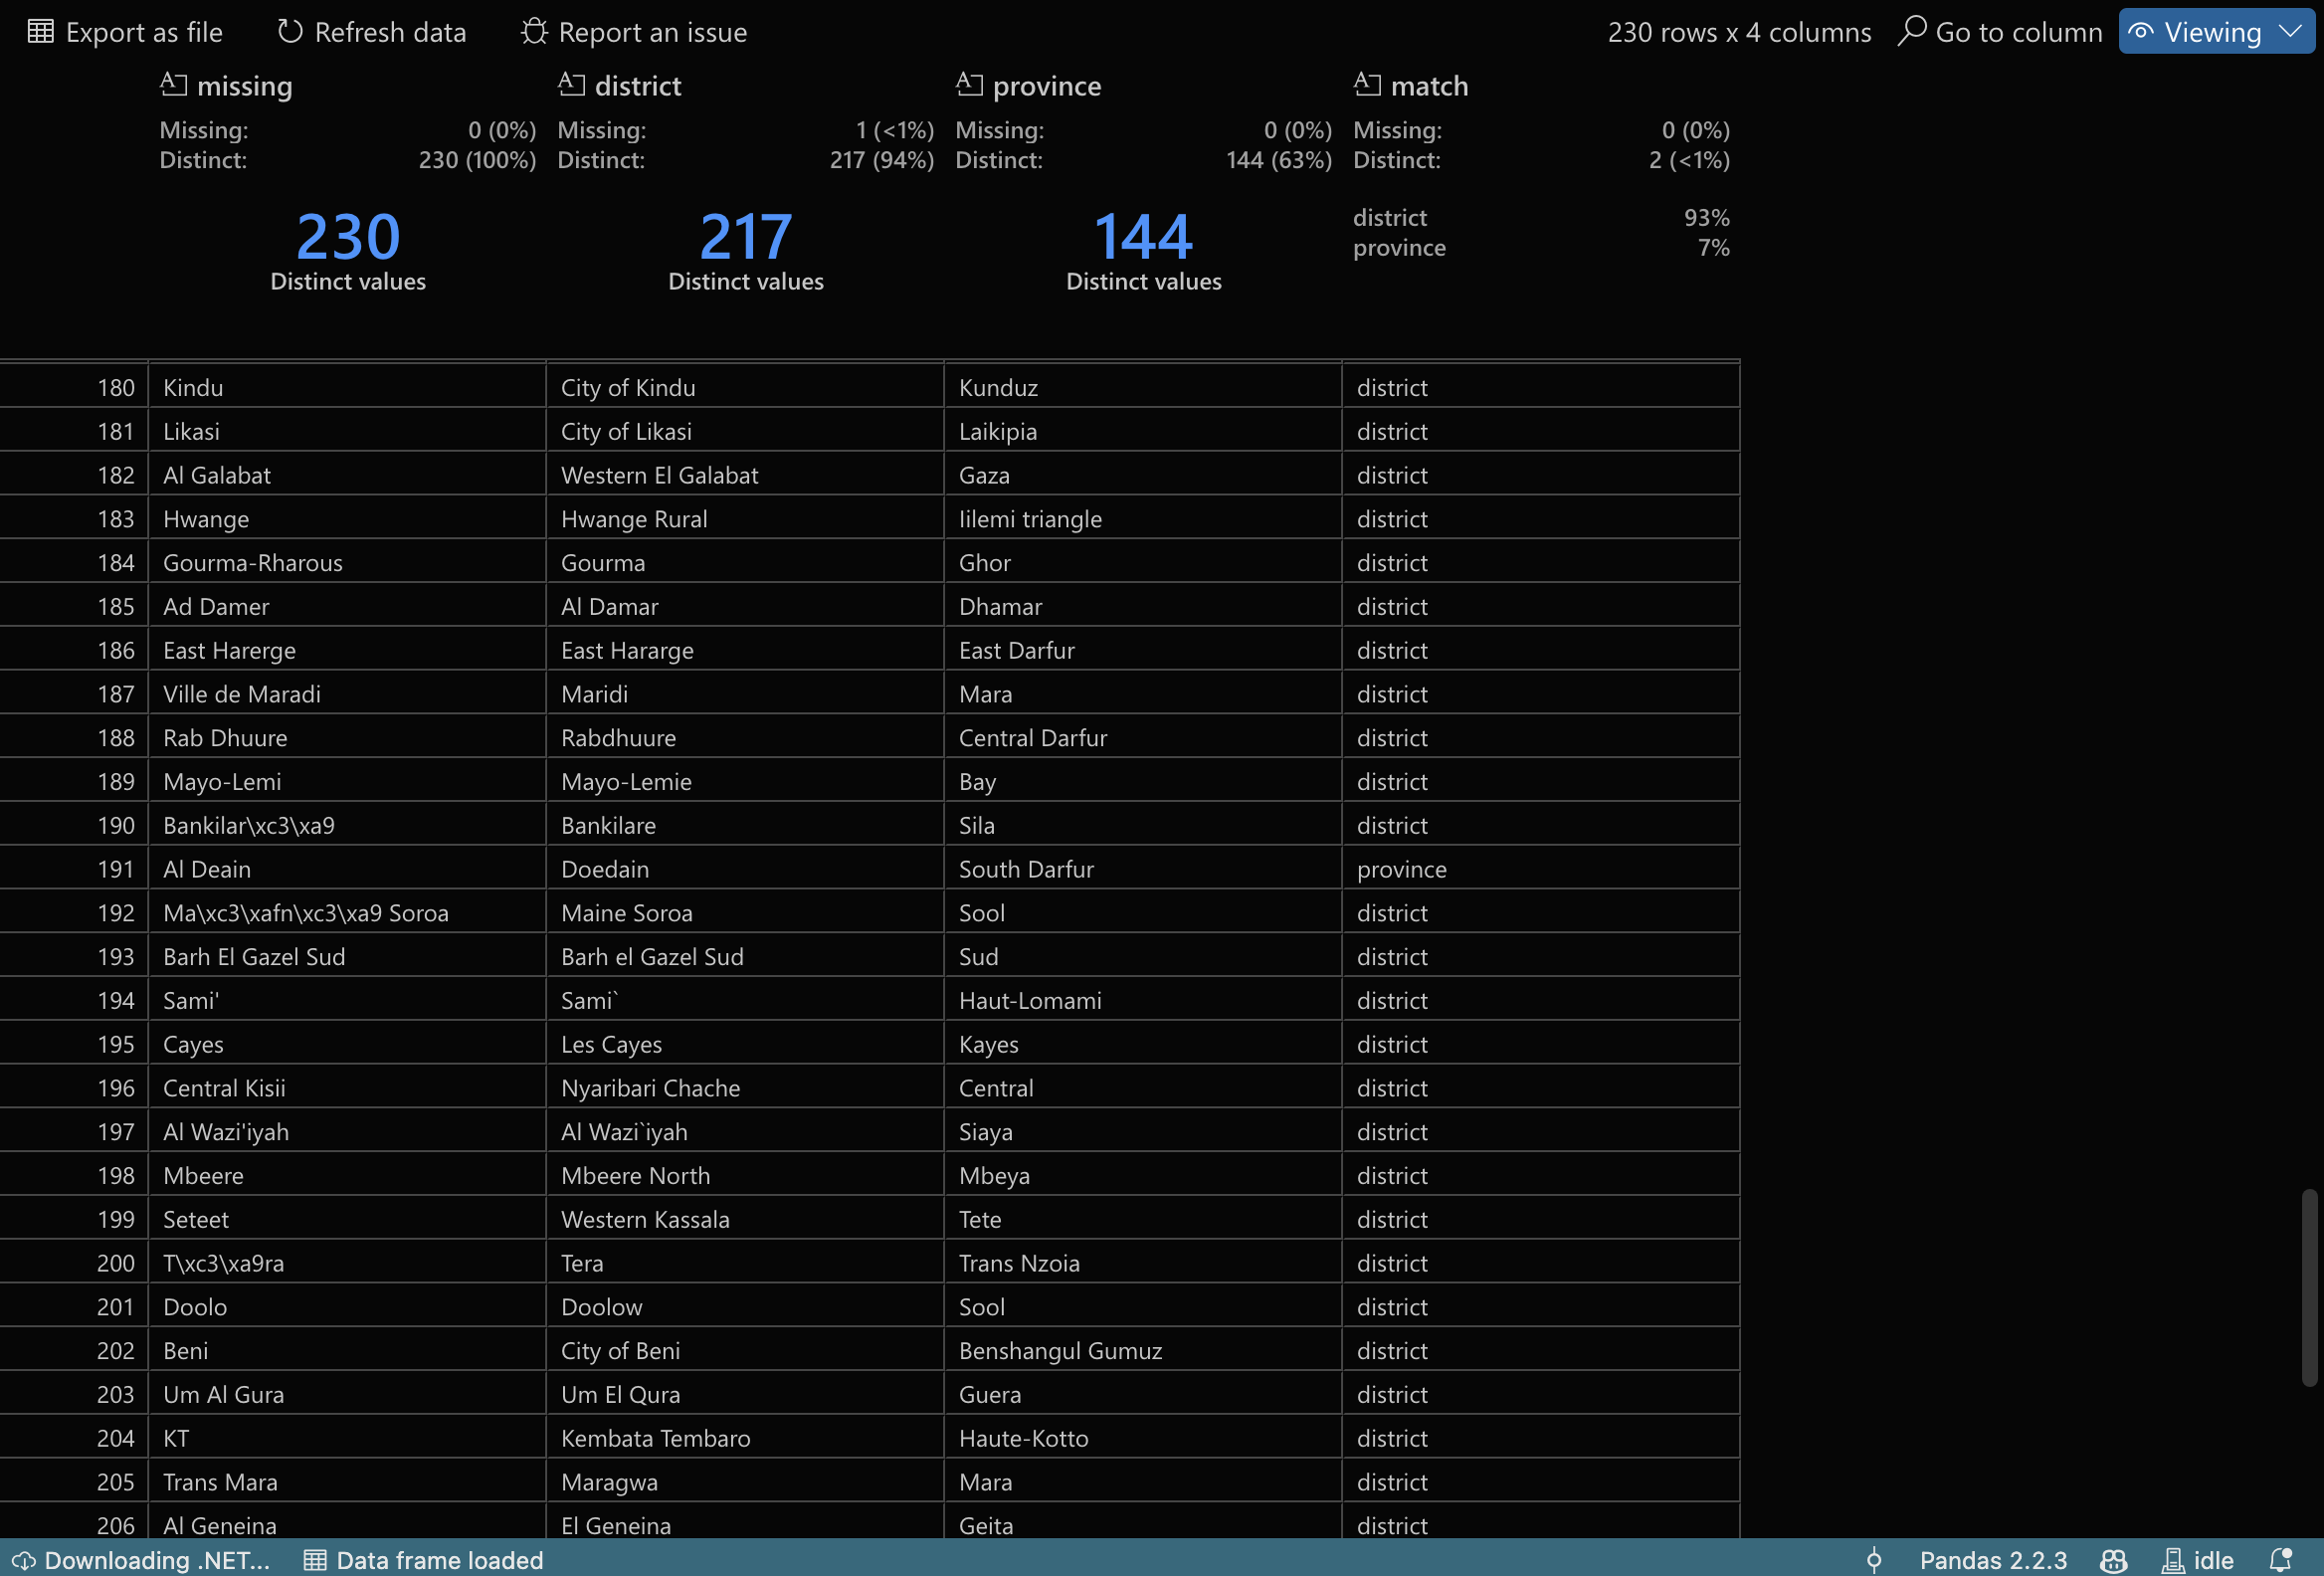 Export as file Refresh data Report an issue 230 rows x 4 columns Go to column Viewing
missing district province match
Missing: 0 (0%) Missing: 1 (<1%) Missing: 0 (0%) Missing: 0 (0%)
Distinct: 230 (100%) Distinct: 217 (94%) Distinct: 144 (63%) Distinct: 2 (<1%)
230 217 144 district 93%
province 7%
Distinct values Distinct values Distinct values
180 Kindu City of Kindu Kunduz district
181 Likasi City of Likasi Laikipia district
182 Al Galabat Western El Galabat Gaza district
183 Hwange Hwange Rural Iilemi triangle district
184 Gourma-Rharous Gourma Ghor district
185 Ad Damer Al Damar Dhamar district
186 East Harerge East Hararge East Darfur district
187 Ville de Maradi Maridi Mara district
188 Rab Dhuure Rabdhuure Central Darfur district
189 Mayo-Lemi Mayo-Lemie Bay district
190 Bankilar\xc3\xa9 Bankilare Sila district
191 Al Deain Doedain South Darfur province
192 Ma\xc3\xafn\xc3\xa9 Soroa Maine Soroa Sool district
193 Barh El Gazel Sud Barh el Gazel Sud Sud district
194 Sami' Sami` Haut-Lomami district
195 Cayes Les Cayes Kayes district
196 Central Kisii Nyaribari Chache Central district
197 Al Wazi'iyah Al Wazi`iyah Siaya district
198 Mbeere Mbeere North Mbeya district
199 Seteet Western Kassala Tete district
200 T\xc3\xa9ra Tera Trans Nzoia district
201 Doolo Doolow Sool district
202 Beni City of Beni Benshangul Gumuz district
203 Um Al Gura Um El Qura Guera district
204 KT Kembata Tembaro Haute-Kotto district
205 Trans Mara Maragwa Mara district
206 Al Geneina El Geneina Geita district
Downloading .NET... Data frame loaded Pandas 2.2.3 idle